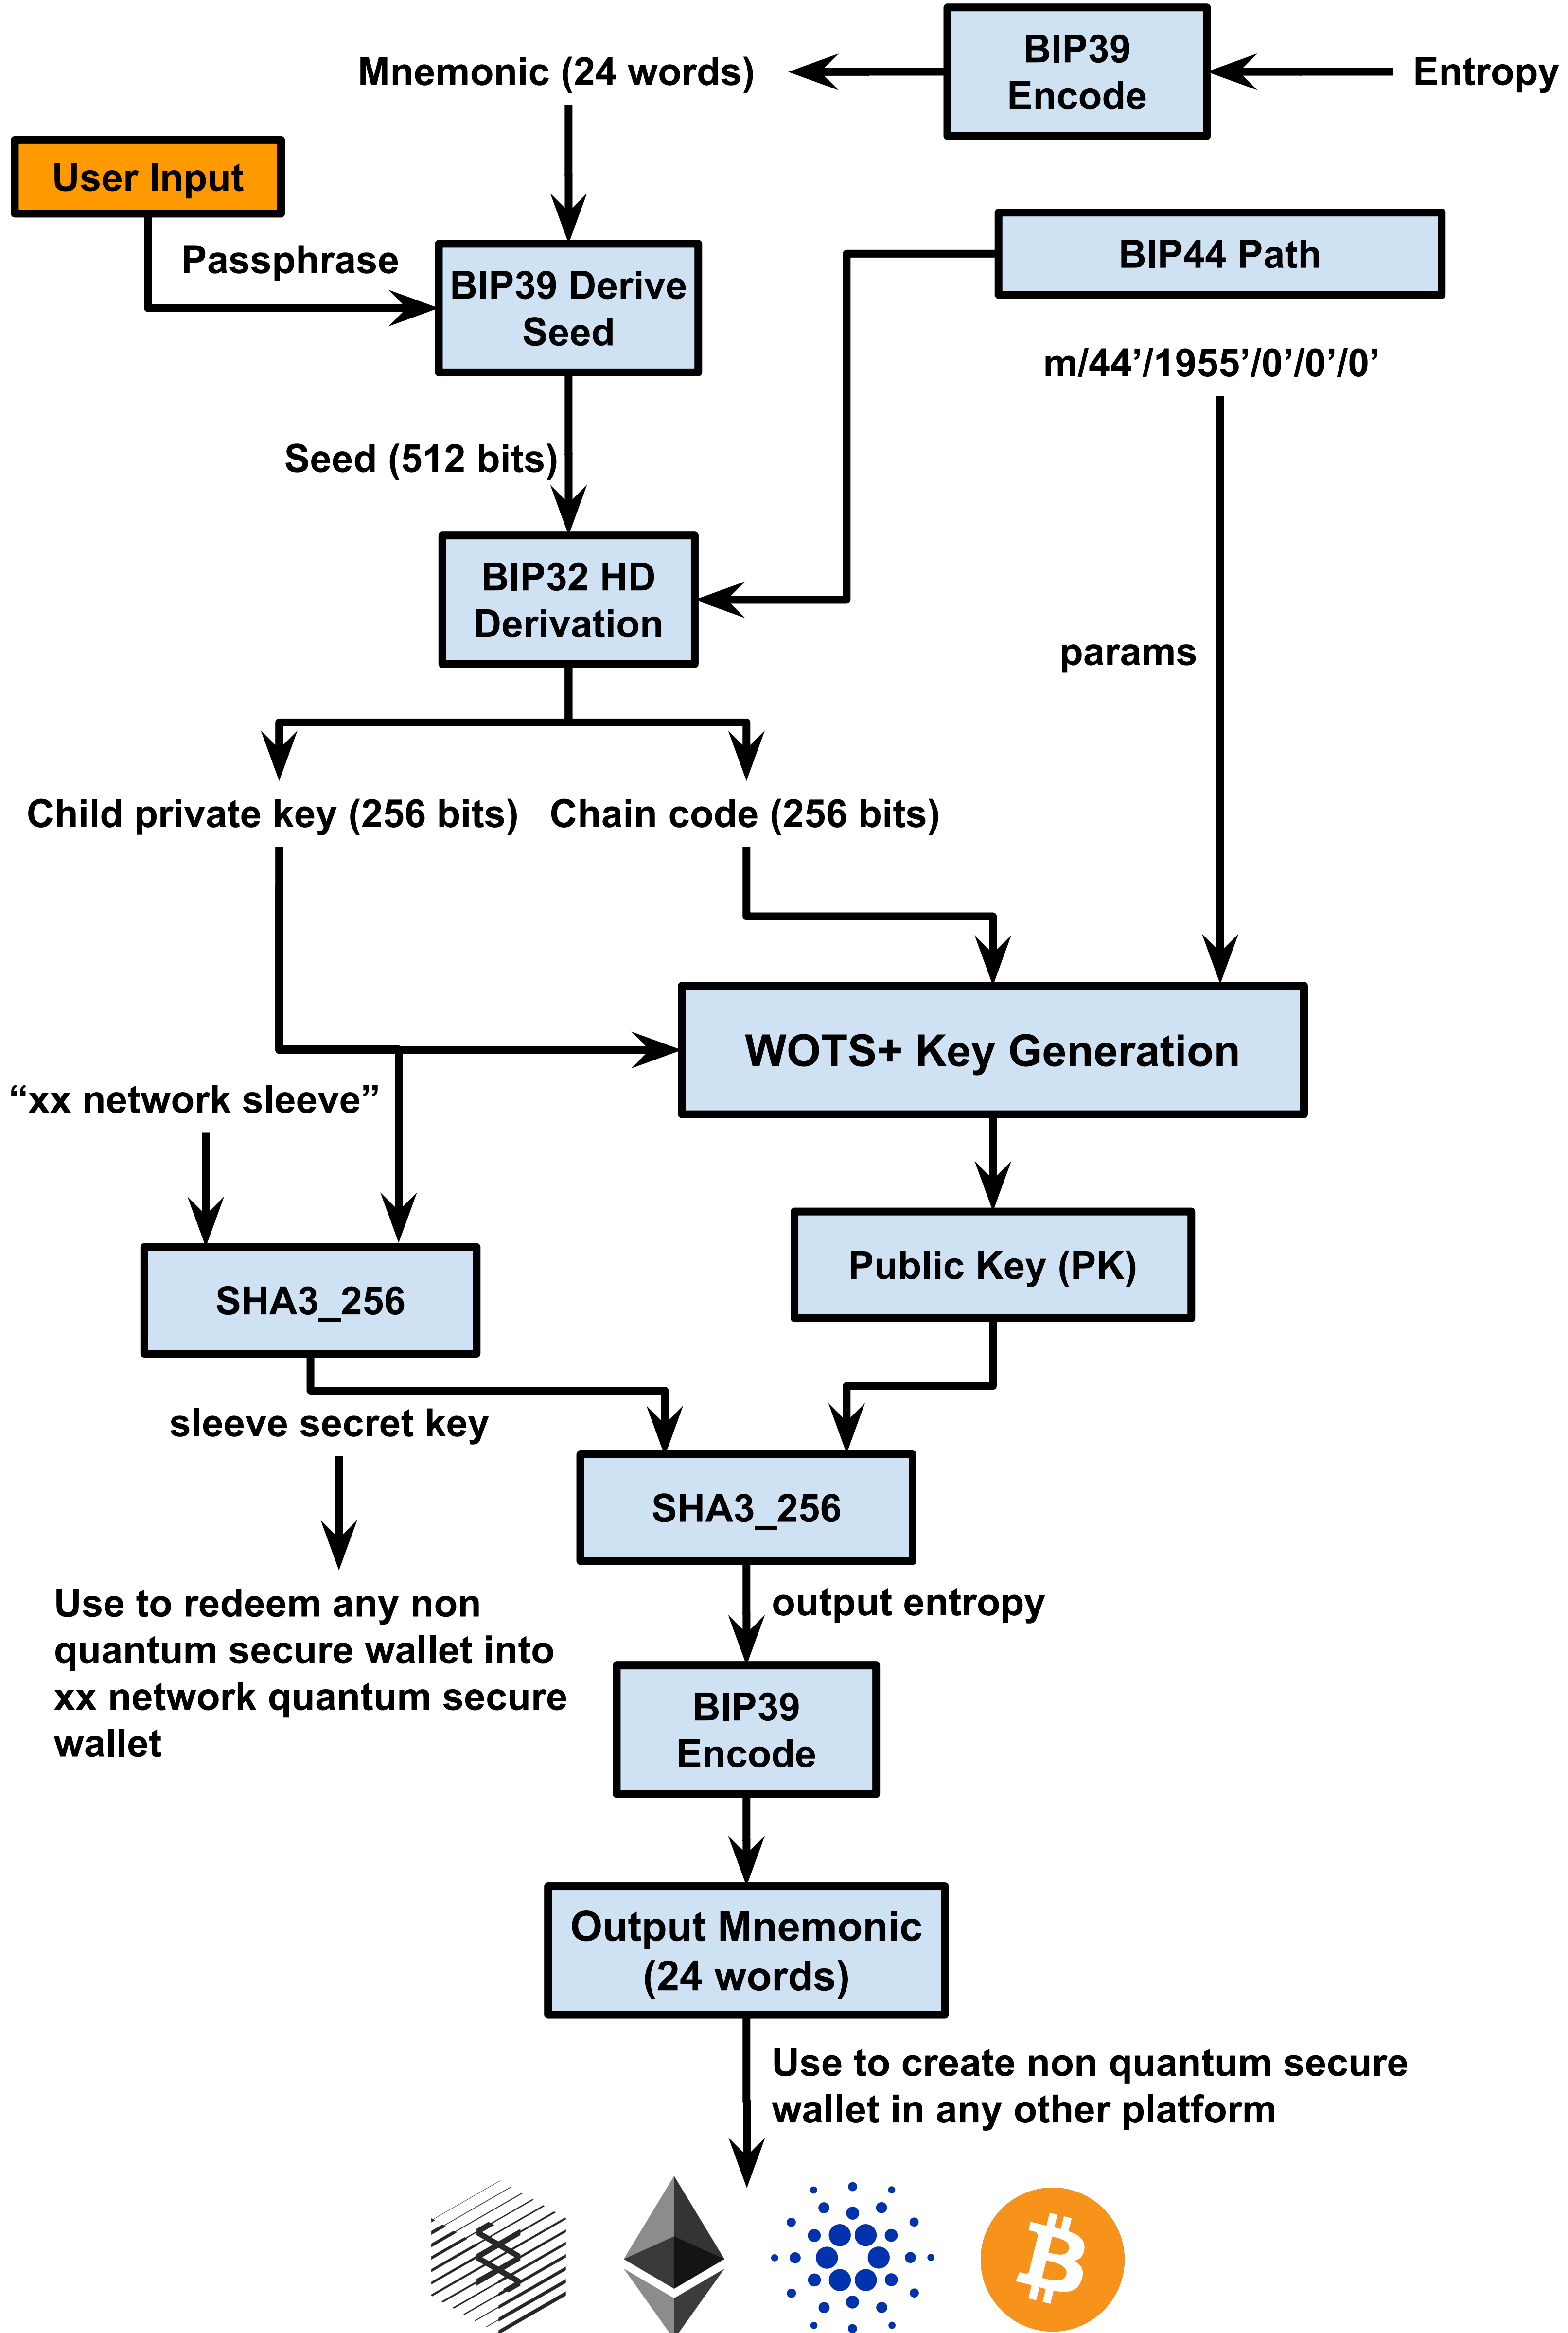 BIP39
Encode
Entropy
Mnemonic (24 words)
User Input
Passphrase
BIP39 Derive
Seed
BIP44 Path
m/44’/1955’/0’/0’/0’
Seed (512 bits)
BIP32 HD
Derivation
params
Child private key (256 bits)
Chain code (256 bits)
WOTS+ Key Generation
“xx network sleeve”
SHA3_256
Public Key (PK)
sleeve secret key
SHA3_256
Use to redeem any non
quantum secure wallet into
xx network quantum secure
wallet
output entropy
BIP39
Encode
Output Mnemonic
(24 words)
Use to create non quantum secure
wallet in any other platform